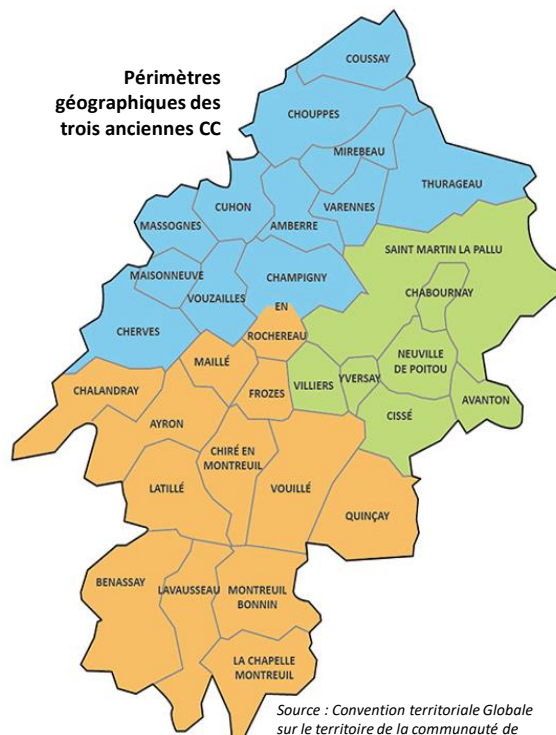 Périmètres
géographiques des
trois anciennes CC
COUSSAY
CHOUPPES
MIREBEAU
THURAGEAU
CUHON
VARENNES
MASSOGNES
AMBERRE
SAINT MARTIN LA PALLU
MAISONNEUVE
CHAMPIGNY
CHABOURNAY
VOUZAILLES
EN
CHERVES
ROCHEREAU
MAILLÉ
NEUVILLE
DE POITOU
CHALANDRAY
FROZES
VILLIERS
YVERSAY
AVANTON
CISSÉ
AYRON
CHIRÉ EN
MONTREUIL
LATILLÉ
VOUILLÉ
QUINÇAY
BENASSAY
LAVAUSSEAU
MONTREUIL
BONNIN
LA CHAPELLE
MONTREUIL
Source : Convention territoriale Globale
sur le territoire de la communauté de